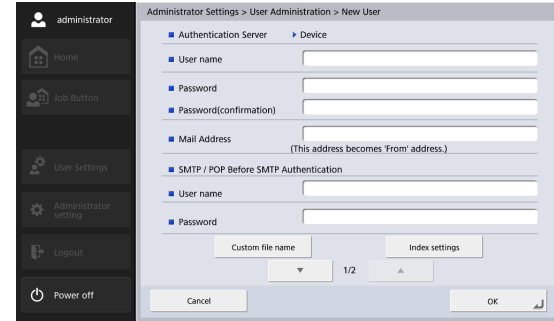 administrator
Home
Job Button
User Settings
Administrator
setting
Logout
Power off
Administrator Settings > User Administration > New User
Authentication Server Device
User name
Password
Password(confirmation)
Mail Address
(This address becomes 'From' address.)
SMTP / POP Before SMTP Authentication
User name
Password
Custom file name Index settings
1/2
Cancel OK